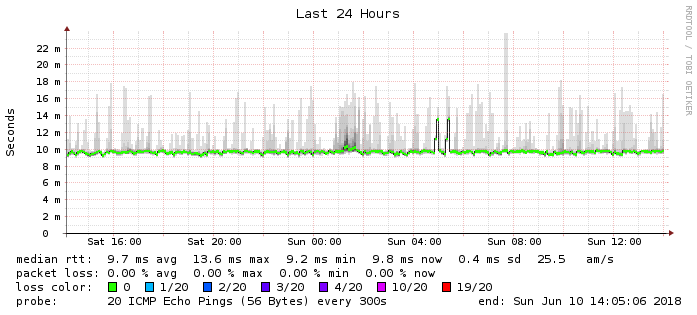 Last 24 Hours
RRDTOOL / TOBI OETIKER
Seconds
22 m
20 m
18 m
16 m
14 m
12 m
10 m
8 m
6 m
4 m
2 m
0
Sat 16:00 Sat 20:00 Sun 00:00 Sun 04:00 Sun 08:00 Sun 12:00
median rtt: 9.7 ms avg 13.6 ms max 9.2 ms min 9.8 ms now 0.4 ms sd 25.5 am/s
packet loss: 0.00 % avg 0.00 % max 0.00 % min 0.00 % now
loss color: 0 1/20 2/20 3/20 4/20 10/20 19/20
probe: 20 ICMP Echo Pings (56 Bytes) every 300s end: Sun Jun 10 14:05:06 2018